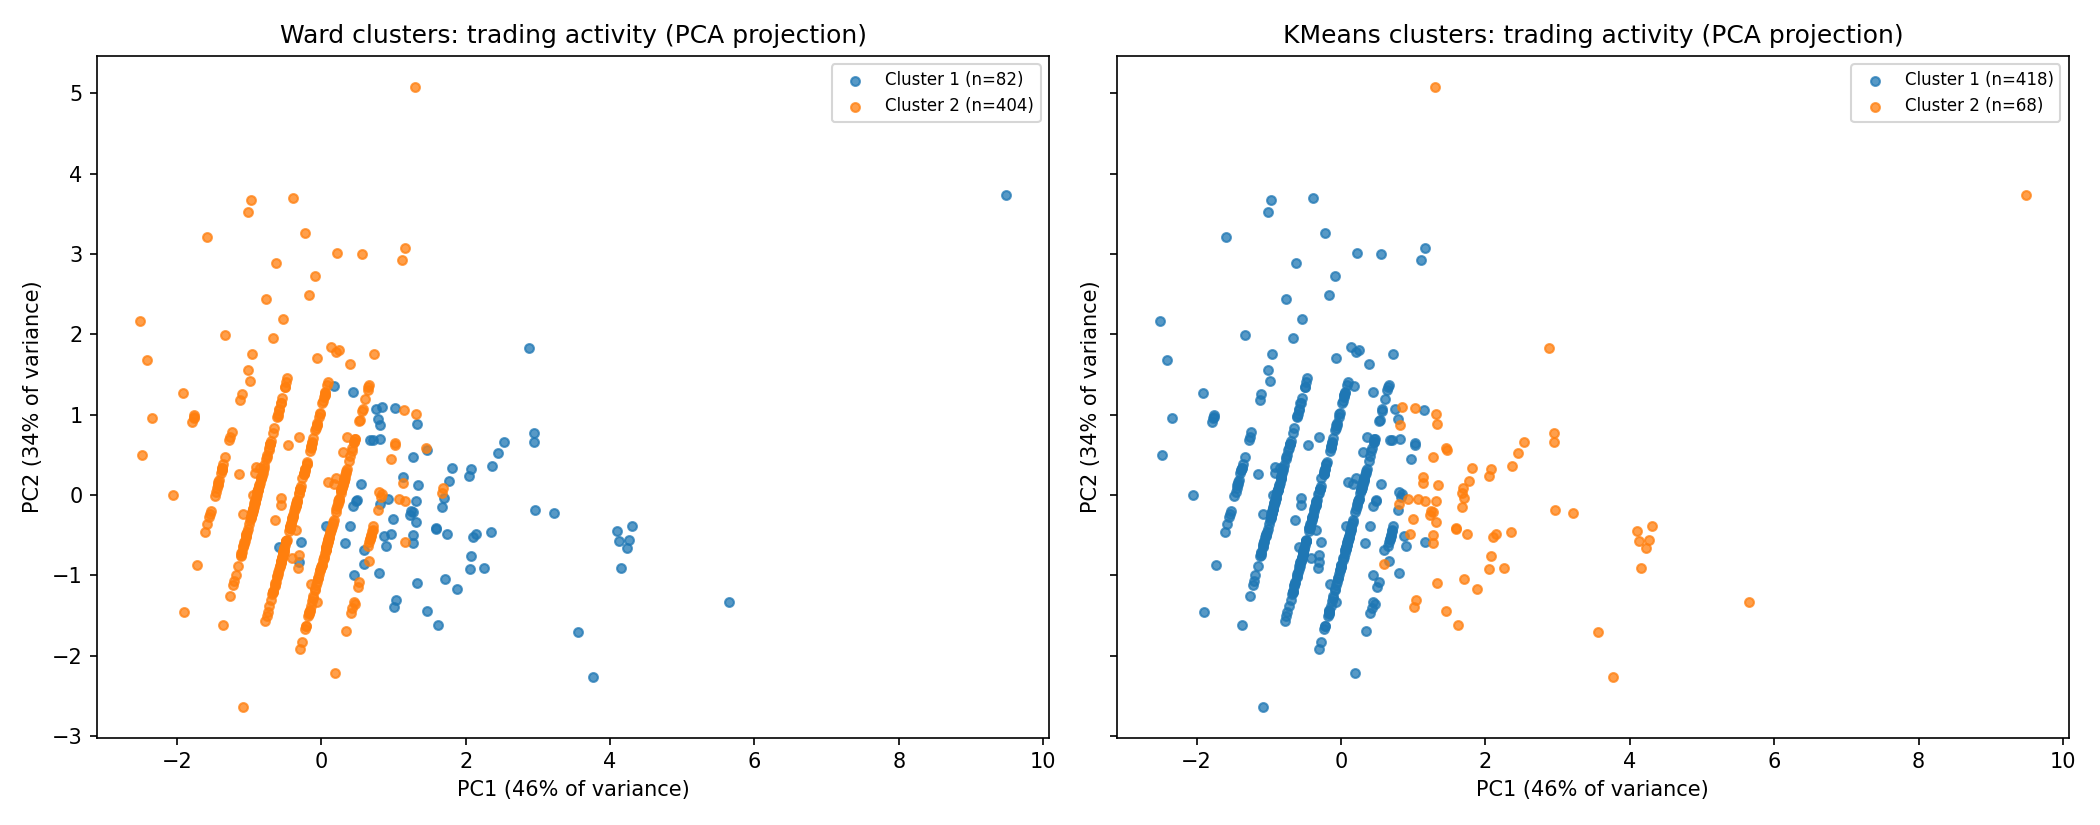 Ward clusters: trading activity (PCA projection)
Cluster 1 (n=82)
Cluster 2 (n=404)
PC2 (34% of variance)
5
4
3
2
1
0
−1
−2
−3
−2
0
2
4
6
8
10
PC1 (46% of variance)
KMeans clusters: trading activity (PCA projection)
Cluster 1 (n=418)
Cluster 2 (n=68)
PC2 (34% of variance)
−2
0
2
4
6
8
10
PC1 (46% of variance)